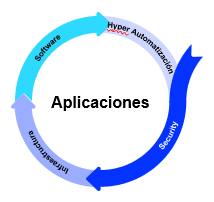 Hyper Automatización
Security
Infraestructura
Software
Aplicaciones